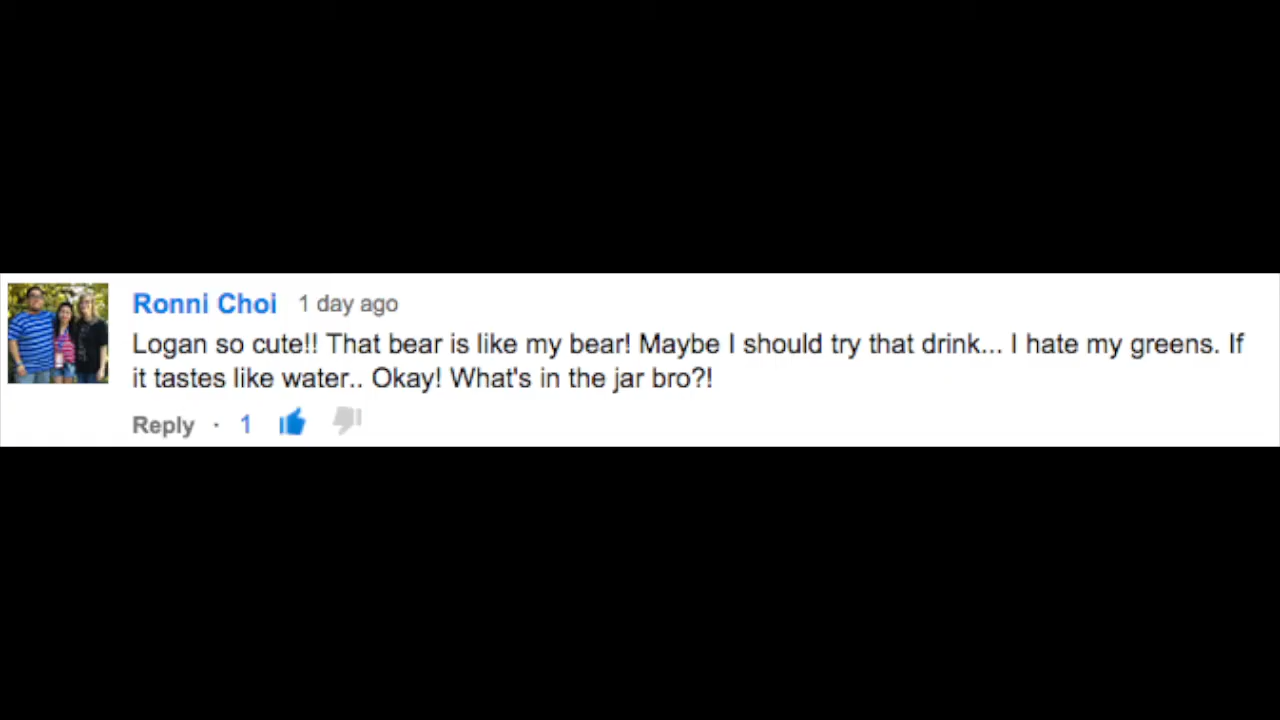 Ronni Choi 1 day ago
Logan so cute!! That bear is like my bear! Maybe I should try that drink... I hate my greens. If
it tastes like water.. Okay! What's in the jar bro?!
Reply · 1